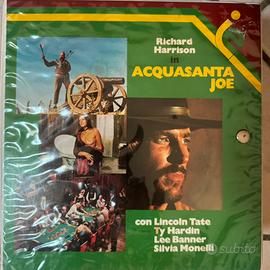 Richard
Harrison
in
ACQUASANTA
JOE
con Lincoln Tate
Ty Hardin
Lee Banner
Silvia Monelli
subito